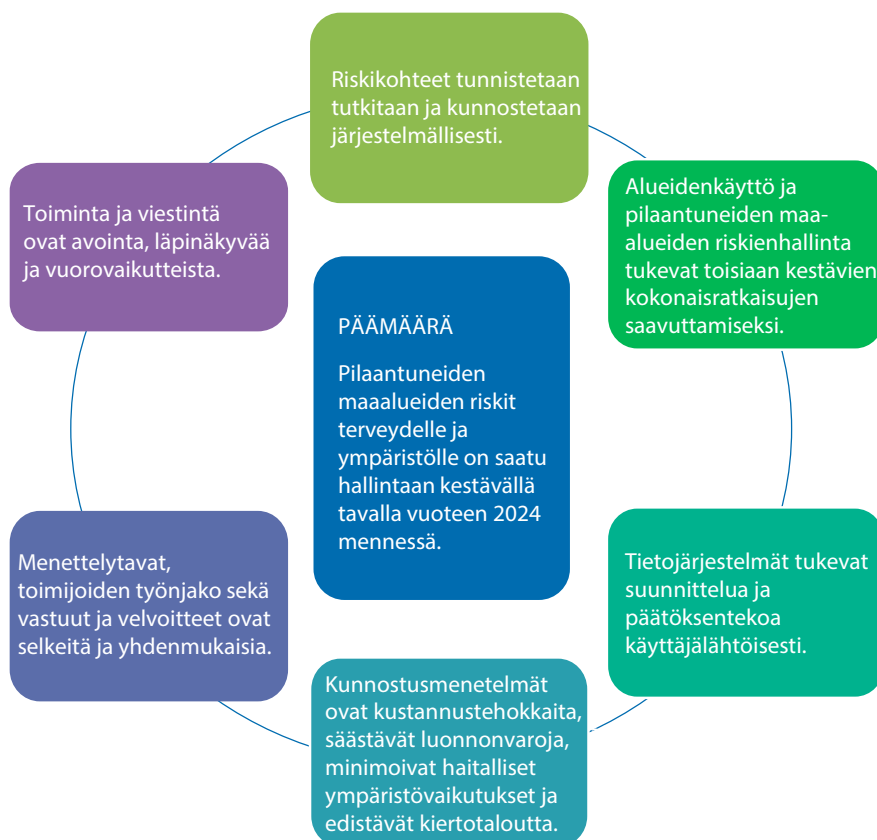 Riskikohteet tunnistetaan
tutkitaan ja kunnostetaan
järjestelmällisesti.
Alueidenkäyttö ja
pilaantuneiden maa-
alueiden riskienhallinta
tukevat toisiaan kestävien
kokonaisratkaisujen
saavuttamiseksi.
Tietojärjestelmät tukevat
suunnittelua ja
päätöksentekoa
käyttäjälähtöisesti.
Kunnostusmenetelmät
ovat kustannustehokkaita,
säästävät luonnonvaroja,
minimoivat haitalliset
ympäristövaikutukset ja
edistävät kiertotaloutta.
Menettelytavat,
toimijoiden työnjako sekä
vastuut ja velvoitteet ovat
selkeitä ja yhdenmukaisia.
Toiminta ja viestintä
ovat avointa, läpinäkyvää
ja vuorovaikutteista.
PÄÄMÄÄRÄ
Pilaantuneiden
maaalueiden riskit
terveydelle ja
ympäristölle on saatu
hallintaan kestävällä
tavalla vuoteen 2024
mennessä.